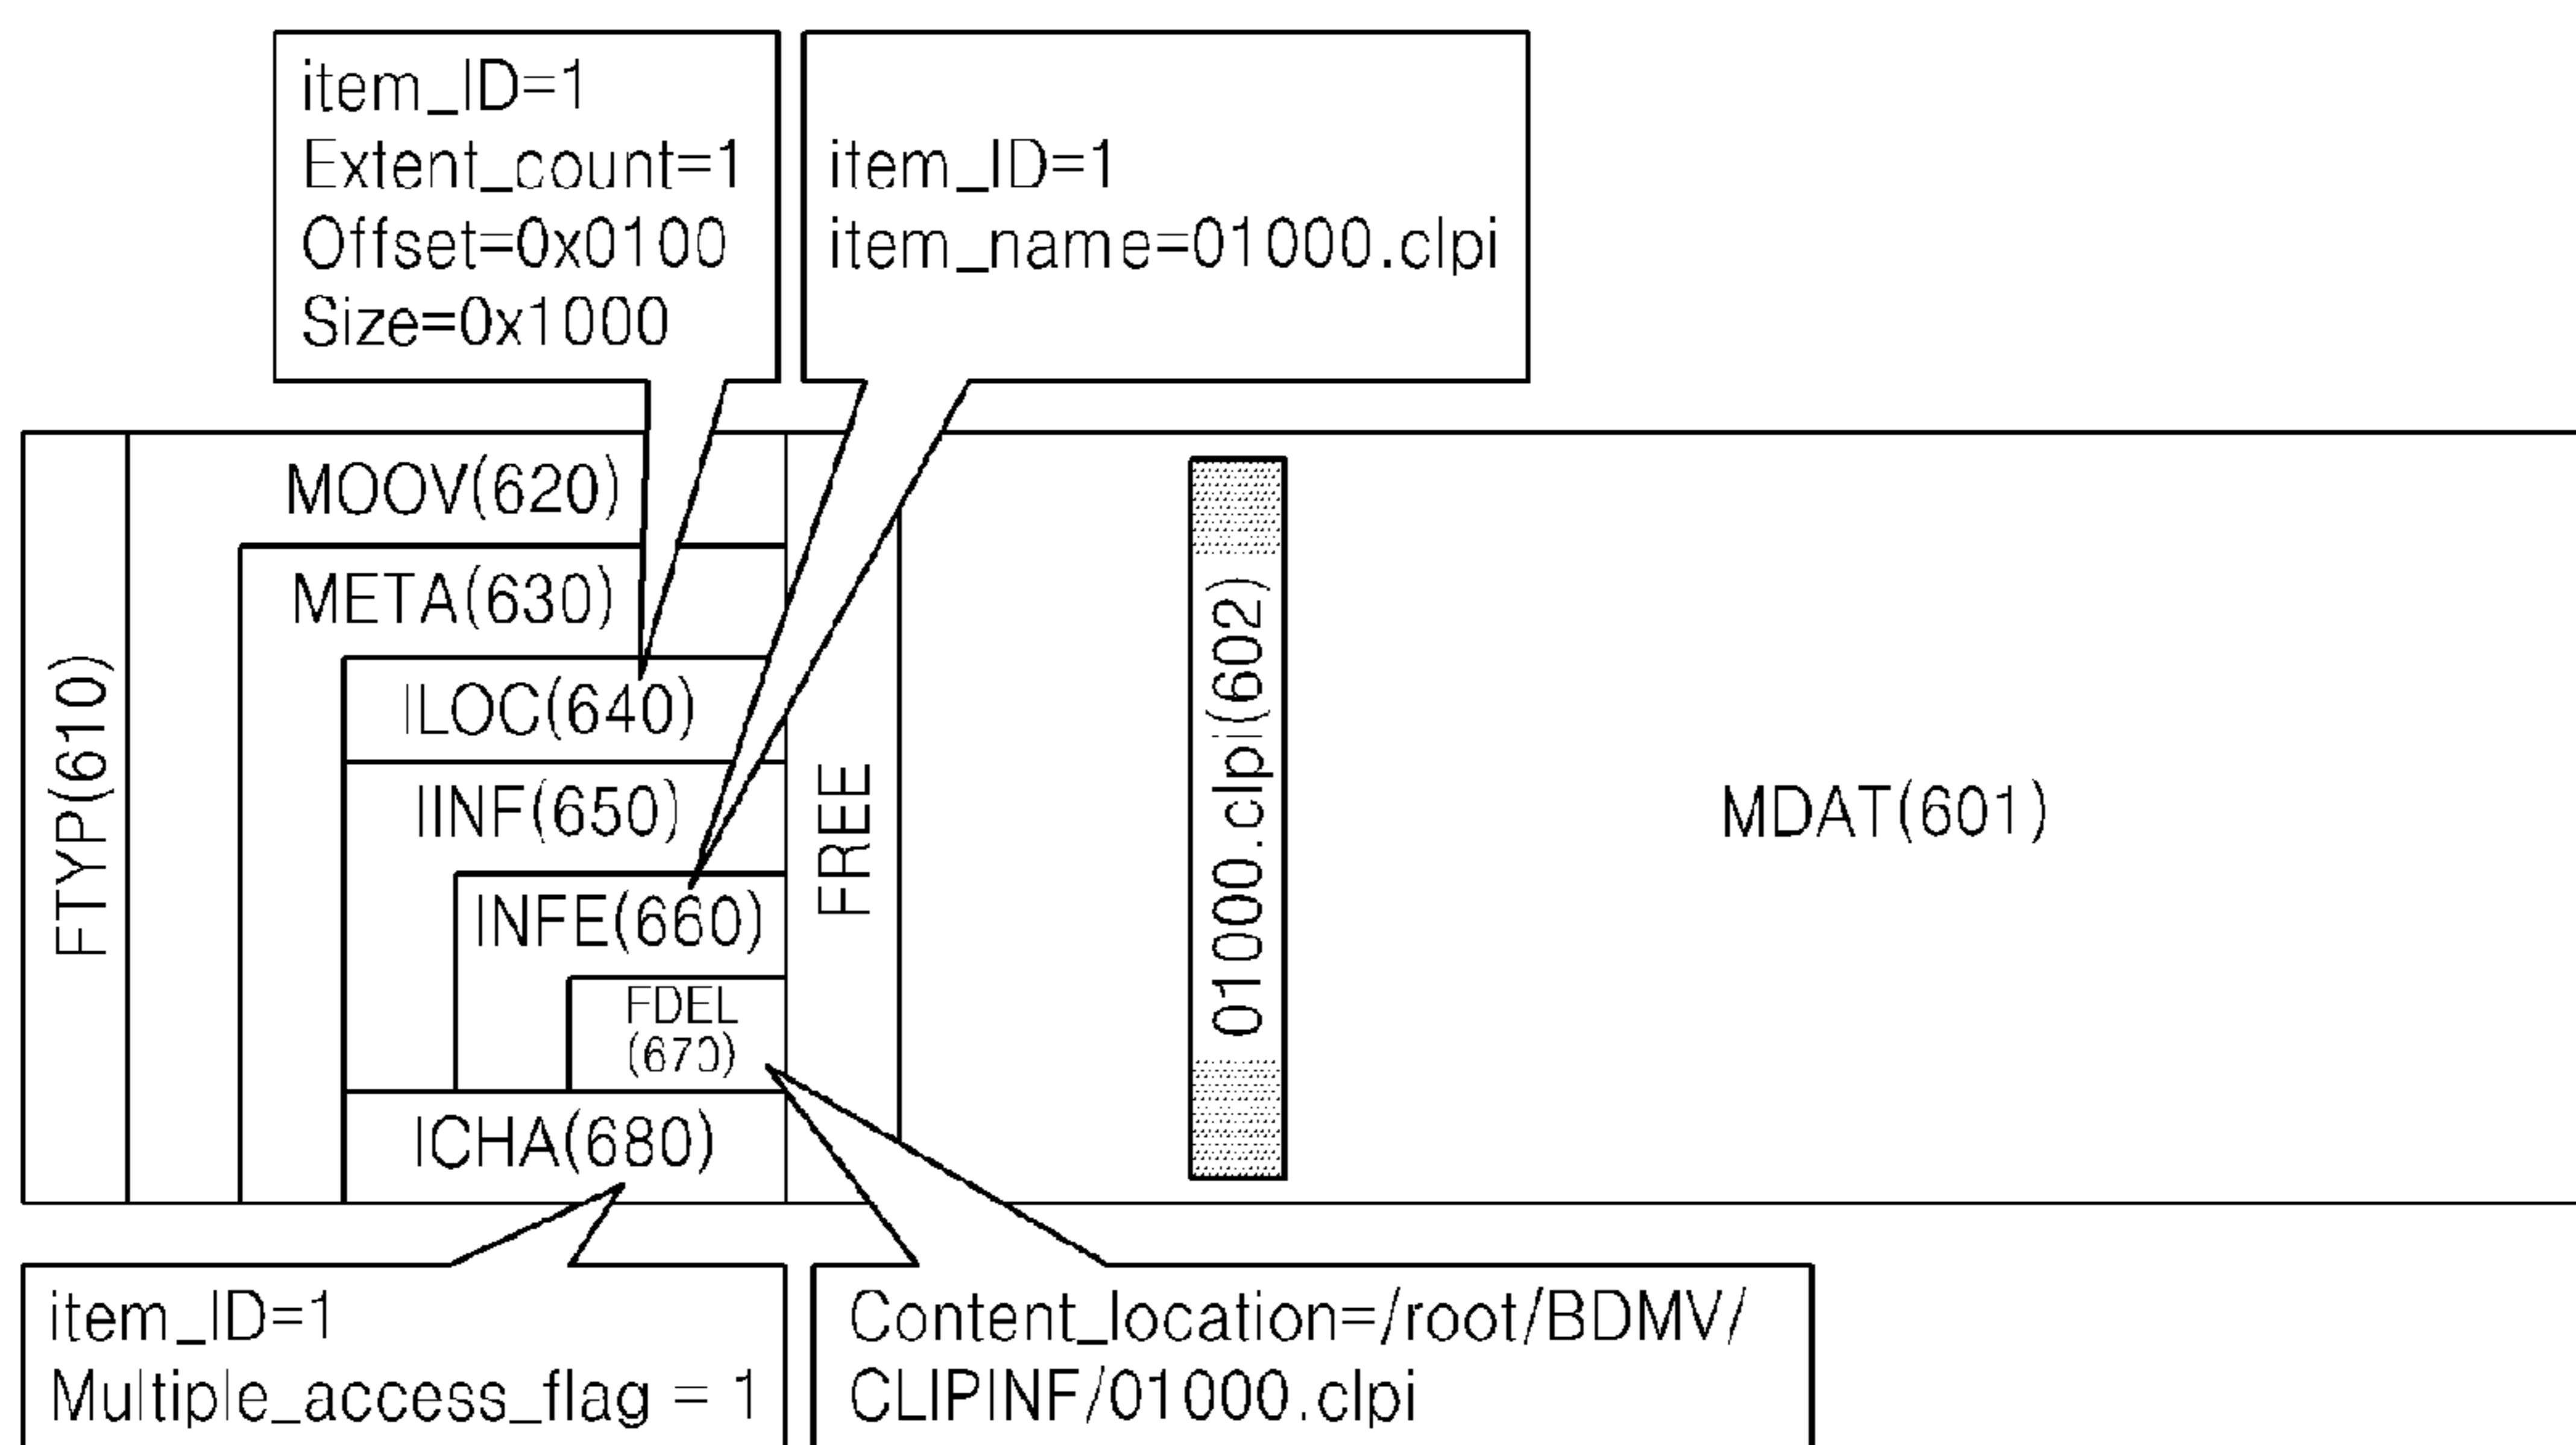 item_ID=1
Extent_count=1
Offset=0x0100
Size=0x1000
item_ID=1
item_name=01000.clpi
FTYP(610)
MOOV(620)
META(630)
ILOC(640)
IINF(650)
INFE(660)
FDEL
(670)
ICHA(680)
FREE
01000.clpi(602)
MDAT(601)
item_ID=1
Multiple_access_flag = 1
Content_location=/root/BDMV/
CLIPINF/01000.clpi